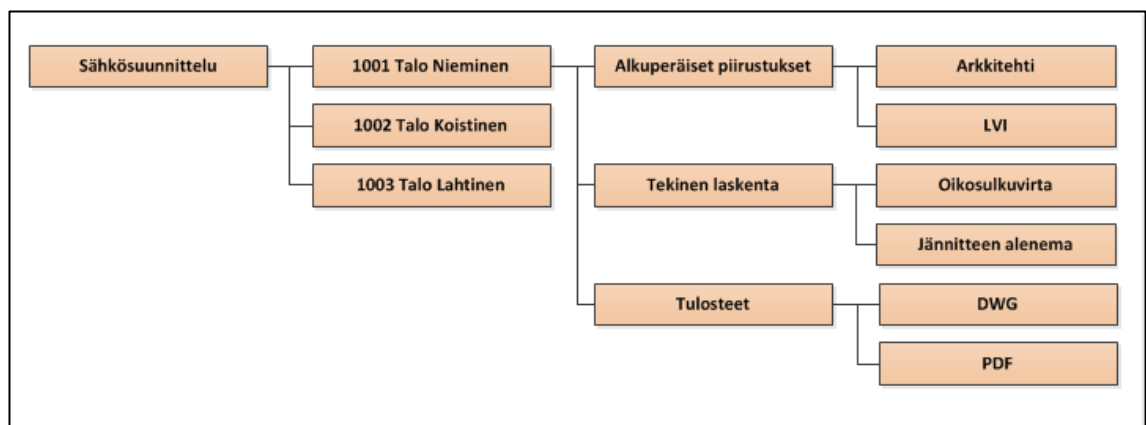 Sähkösuunnittelu
1001 Talo Nieminen
Alkuperäiset piirustukset
Arkkitehti
1002 Talo Koistinen
LVI
1003 Talo Lahtinen
Tekinen laskenta
Oikosulkuvirta
Jännitteen alenema
Tulosteet
DWG
PDF